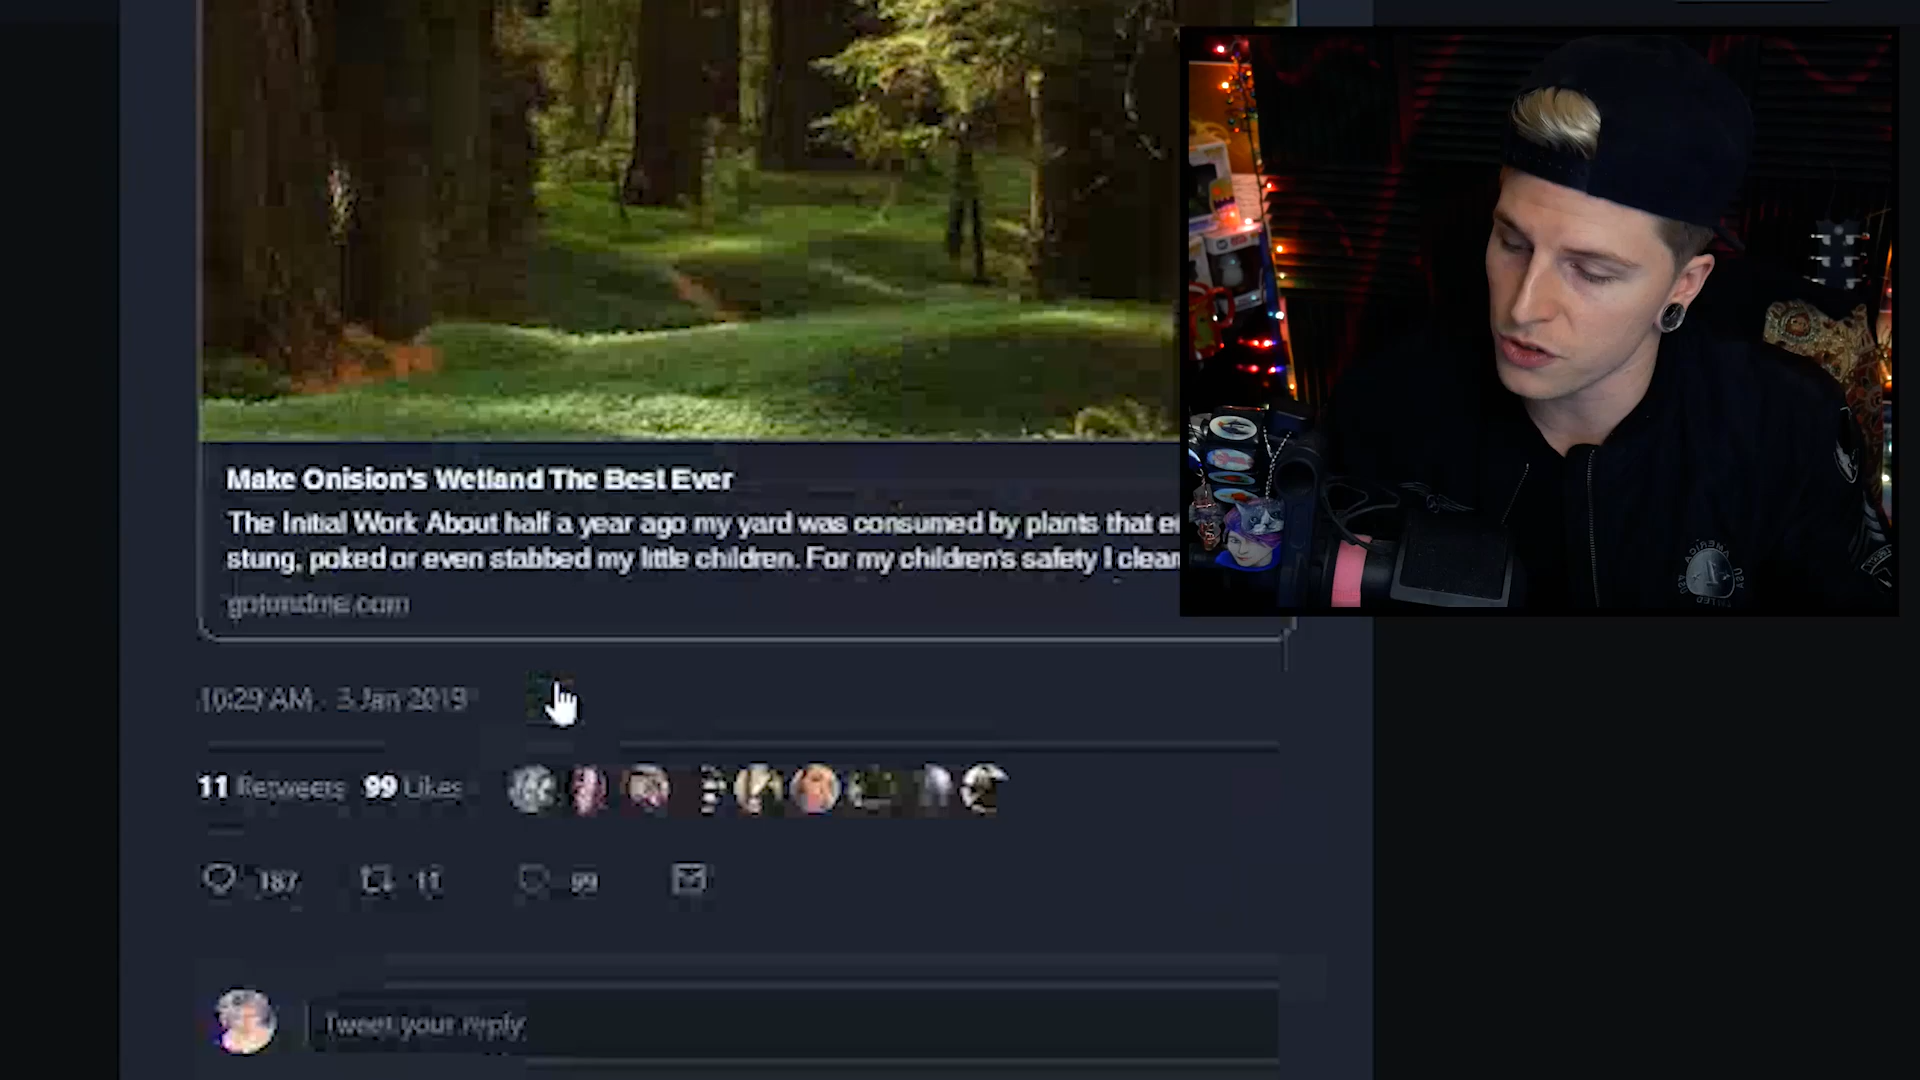 Make Onision's Wetland The Best Ever
The Initial Work About half a year ago my yard was consumed by plants that
stung, poked or even stabbed my little children. For my children's safety I
gofundme.com
10:29 AM - 3 Jan 2019
11 Retweets 99 Likes
187 11 99
Tweet your reply